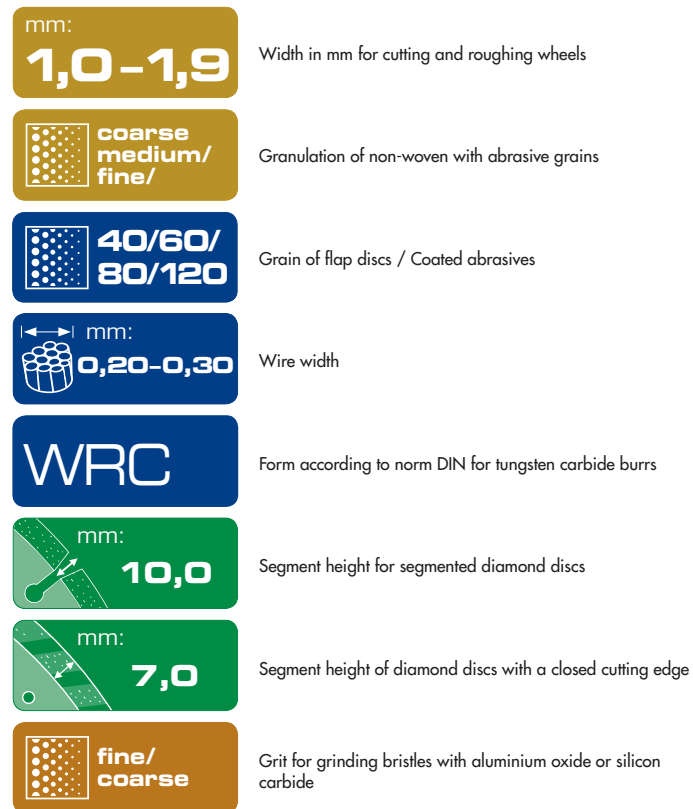 mm:
1,0–1,9
Width in mm for cutting and roughing wheels
coarse
medium/
fine/
Granulation of non-woven with abrasive grains
40/60/
80/120
Grain of flap discs / Coated abrasives
mm:
0,20-0,30
Wire width
WRC
Form according to norm DIN for tungsten carbide burrs
mm:
10,0
Segment height for segmented diamond discs
mm:
7,0
Segment height of diamond discs with a closed cutting edge
fine/
coarse
Grit for grinding bristles with aluminium oxide or silicon
carbide